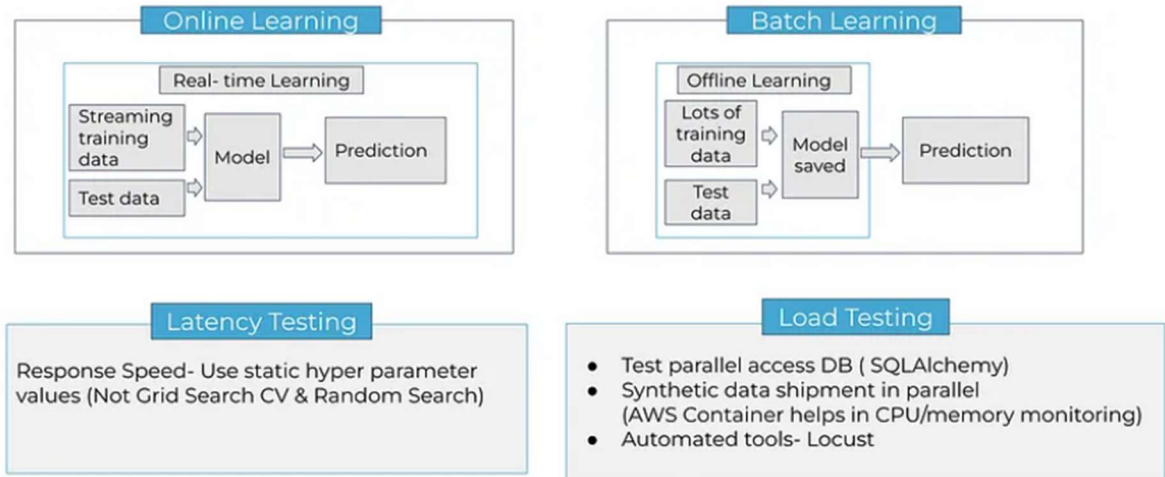 Online Learning
Real- time Learning
Streaming
training
data
Test data
Model
Prediction
Batch Learning
Offline Learning
Lots of
training
data
Test
data
Model
saved
Prediction
Latency Testing
Response Speed- Use static hyper parameter
values (Not Grid Search CV & Random Search)
Load Testing
● Test parallel access DB ( SQLAlchemy)
● Synthetic data shipment in parallel
(AWS Container helps in CPU/memory monitoring)
● Automated tools- Locust